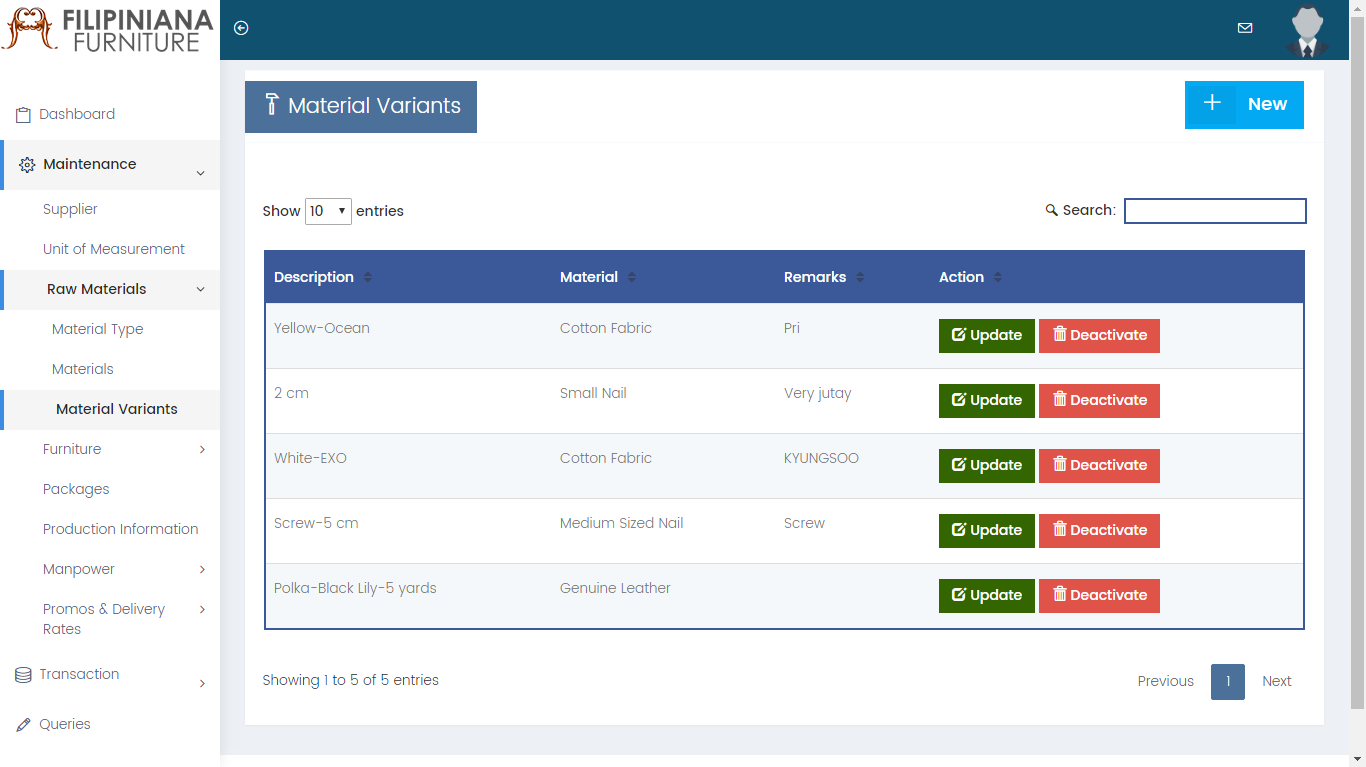 FILIPINIANA
FURNITURE
Dashboard
Maintenance
Supplier
Unit of Measurement
Raw Materials
Material Type
Materials
Material Variants
Furniture
Packages
Production Information
Manpower
Promos & Delivery
Rates
Transaction
Queries
Material Variants
New
Show 10 entries
Search:
Description Material Remarks Action
Yellow-Ocean Cotton Fabric Pri Update Deactivate
2 cm Small Nail Very jutay Update Deactivate
White-EXO Cotton Fabric KYUNGSOO Update Deactivate
Screw-5 cm Medium Sized Nail Screw Update Deactivate
Polka-Black Lily-5 yards Genuine Leather Update Deactivate
Showing 1 to 5 of 5 entries
Previous 1 Next